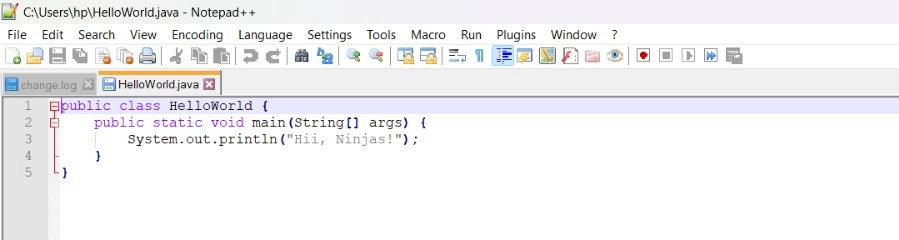 C:\Users\hp\HelloWorld.java - Notepad++
File Edit Search View Encoding Language Settings Tools Macro Run Plugins Window ?
change.log HelloWorld.java
1 public class HelloWorld {
2     public static void main(String[] args) {
3         System.out.println("Hii, Ninjas!");
4     }
5 }